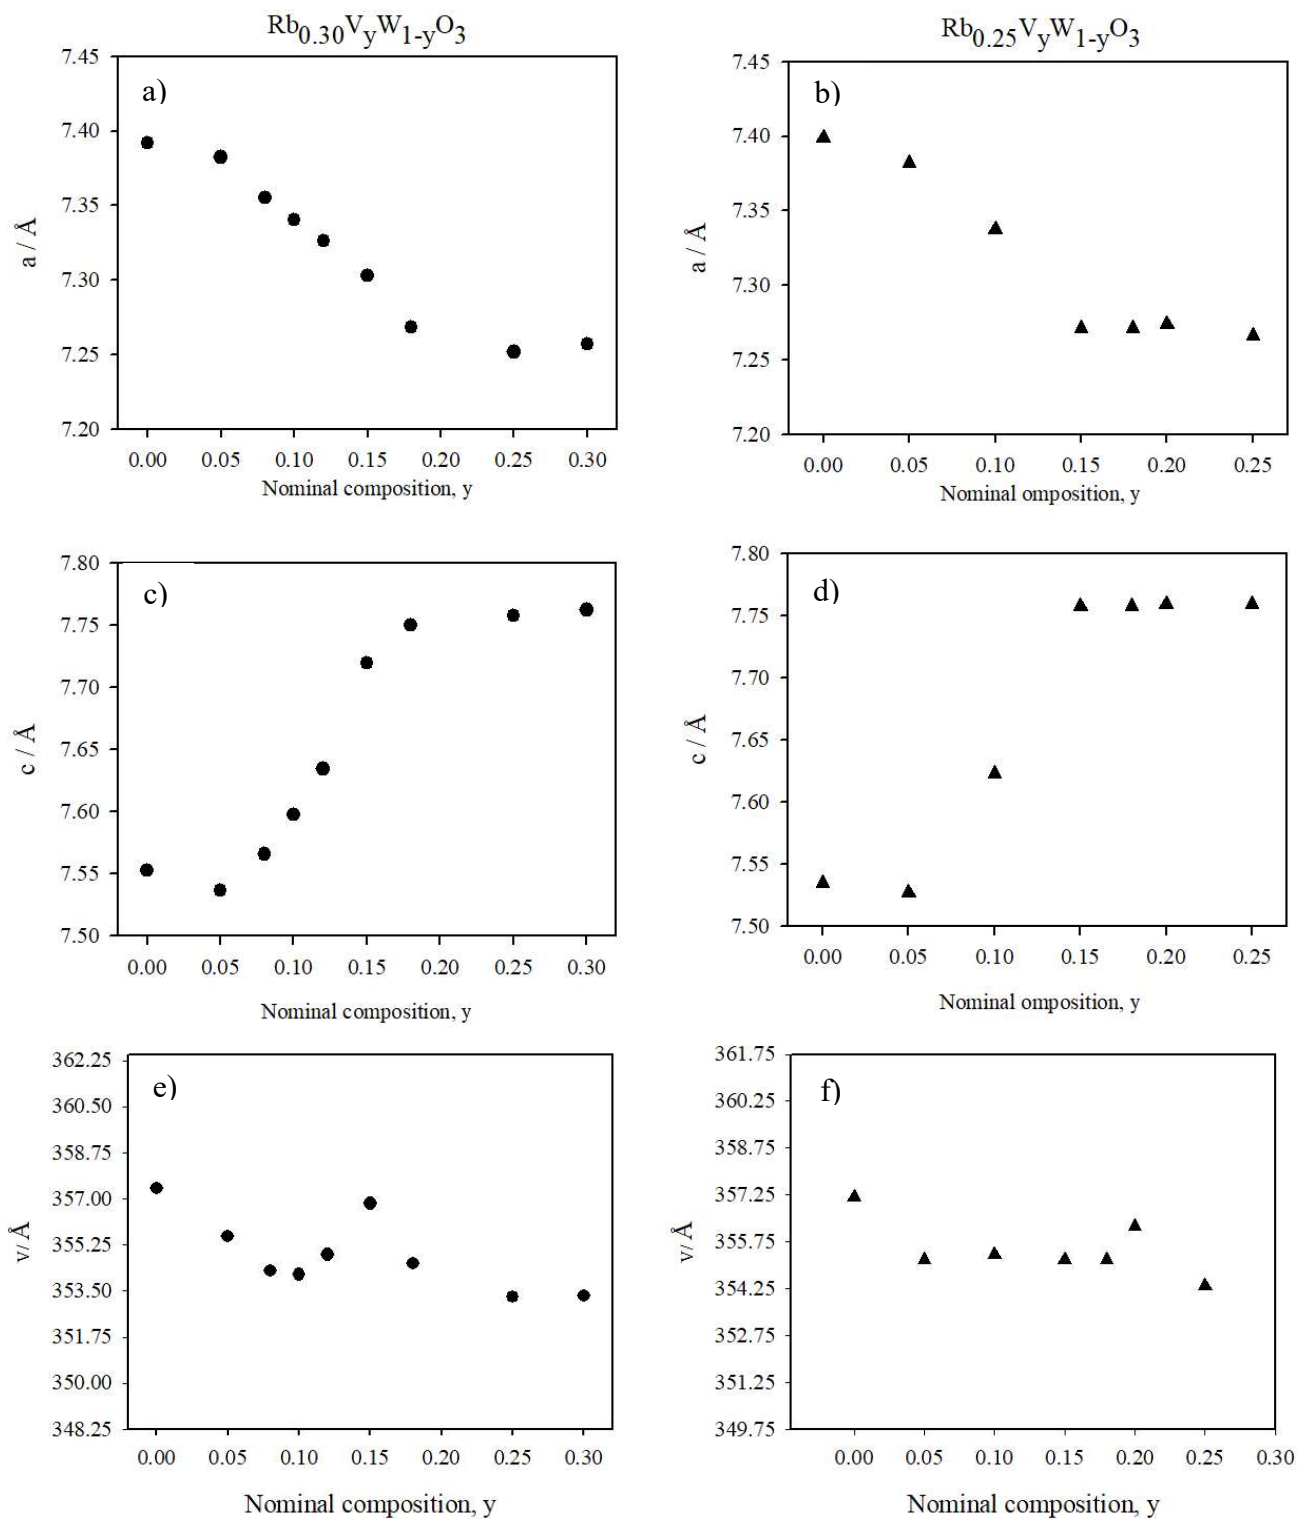 Rb0.30VyW1-yO3
a)
7.45
7.40
7.35
7.30
7.25
7.20
a / Å
0.00 0.05 0.10 0.15 0.20 0.25 0.30
Nominal composition, y
Rb0.25VyW1-yO3
b)
7.45
7.40
7.35
7.30
7.25
7.20
a / Å
0.00 0.05 0.10 0.15 0.20 0.25
Nominal omposition, y
c)
7.80
7.75
7.70
7.65
7.60
7.55
7.50
c / Å
0.00 0.05 0.10 0.15 0.20 0.25 0.30
Nominal composition, y
d)
7.80
7.75
7.70
7.65
7.60
7.55
7.50
c / Å
0.00 0.05 0.10 0.15 0.20 0.25
Nominal omposition, y
e)
362.25
360.50
358.75
357.00
355.25
353.50
351.75
350.00
348.25
v/ Å
0.00 0.05 0.10 0.15 0.20 0.25 0.30
Nominal composition, y
f)
361.75
360.25
358.75
357.25
355.75
354.25
352.75
351.25
349.75
v/ Å
0.00 0.05 0.10 0.15 0.20 0.25 0.30
Nominal composition, y